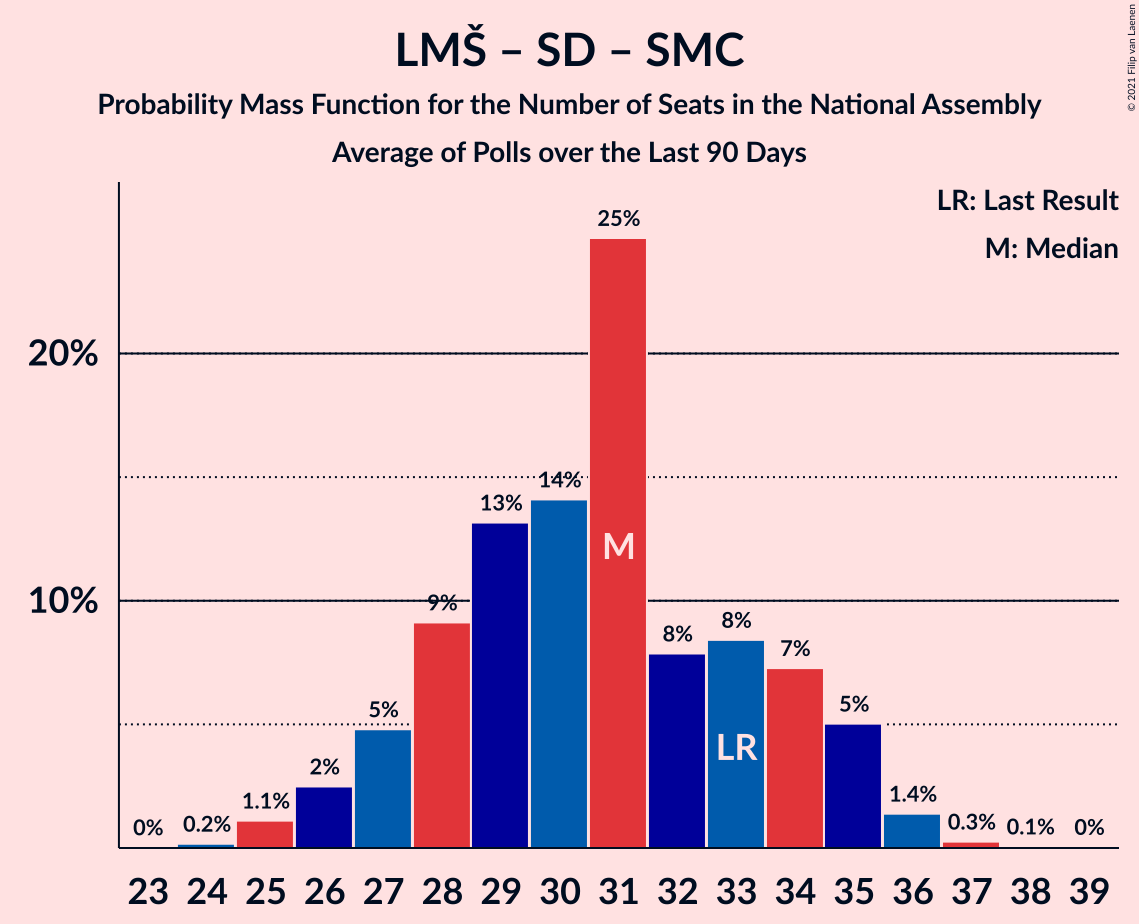 LMŠ – SD – SMC
Probability Mass Function for the Number of Seats in the National Assembly
Average of Polls over the Last 90 Days
© 2021 Filip van Laenen
LR: Last Result
M: Median
20%
10%
0%
0.2%
1.1%
2%
5%
9%
13%
14%
25%
8%
8%
7%
5%
1.4%
0.3%
0.1%
0%
M
LR
23 24 25 26 27 28 29 30 31 32 33 34 35 36 37 38 39